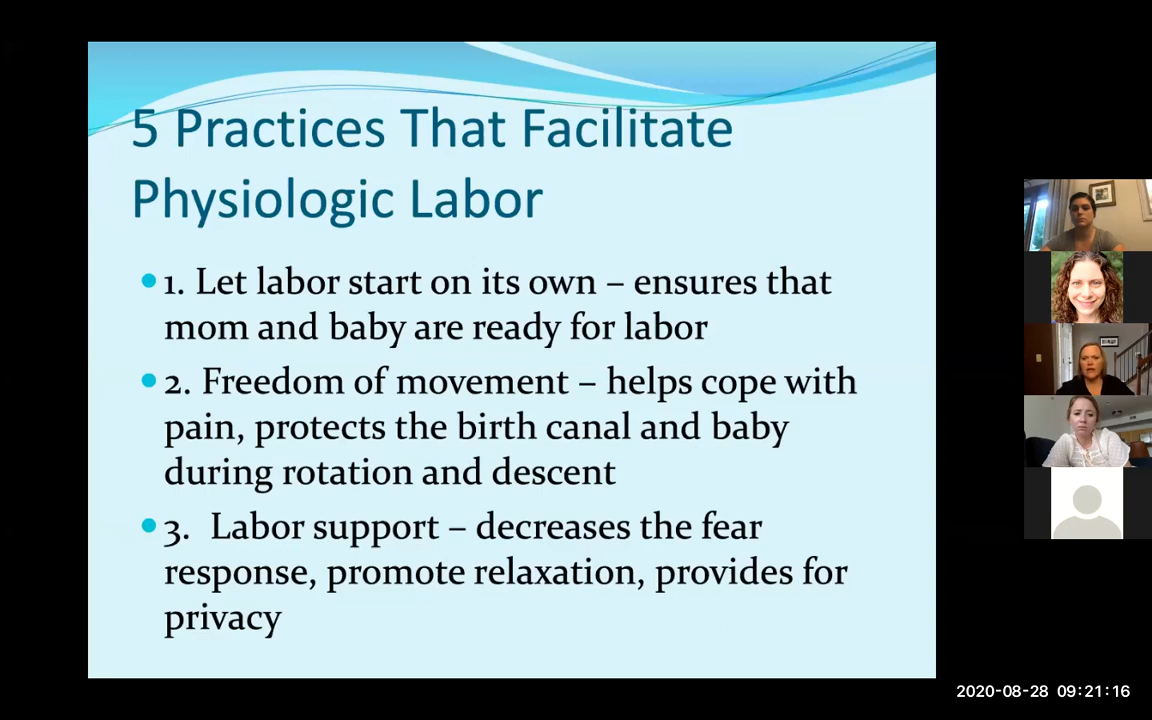 5 Practices That Facilitate
Physiologic Labor
1. Let labor start on its own – ensures that
mom and baby are ready for labor
2. Freedom of movement – helps cope with
pain, protects the birth canal and baby
during rotation and descent
3. Labor support – decreases the fear
response, promote relaxation, provides for
privacy
2020-08-28 09:21:16